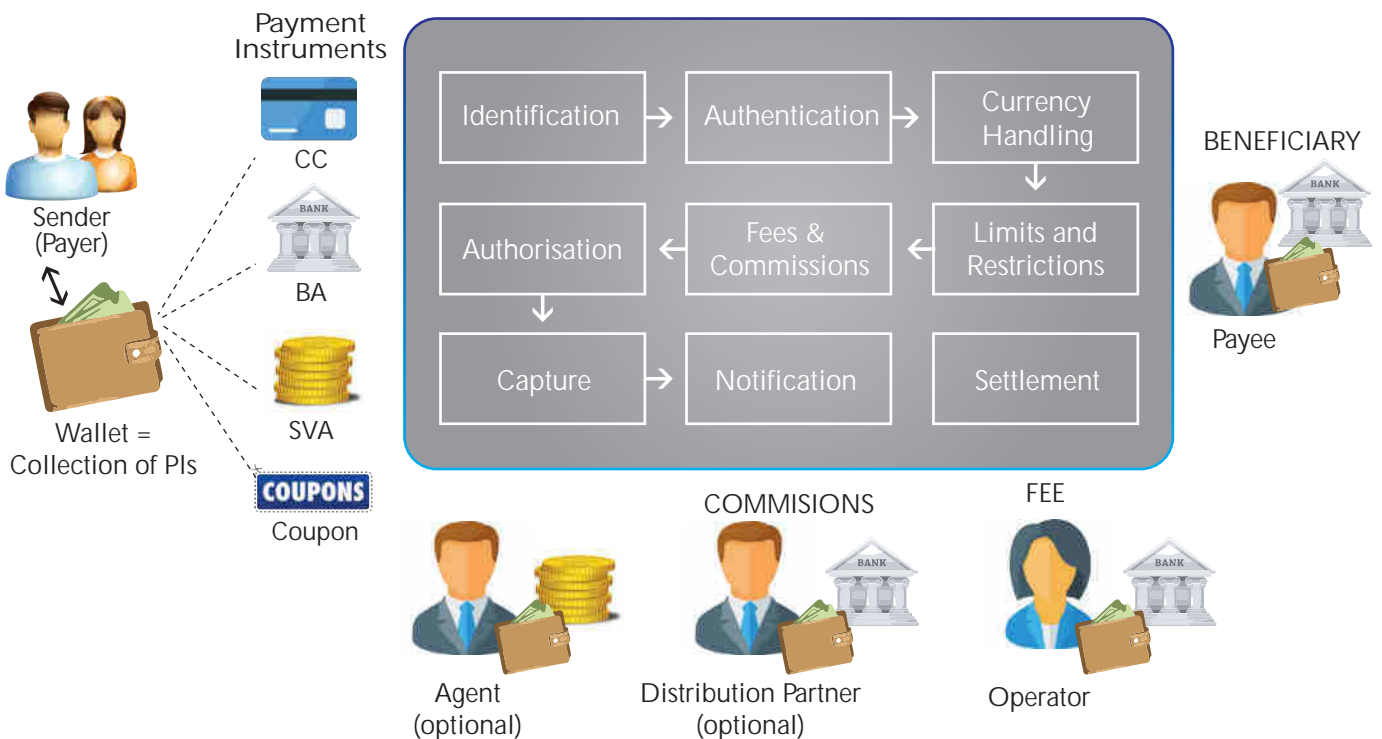 Payment
Instruments
CC
BANK
BA
SVA
COUPONS
Coupon
Sender
(Payer)
Wallet =
Collection of PIs
Identification
Authentication
Currency
Handling
Authorisation
Fees &
Commissions
Limits and
Restrictions
Capture
Notification
Settlement
BENEFICIARY
BANK
Payee
Agent
(optional)
COMMISIONS
BANK
Distribution Partner
(optional)
FEE
BANK
Operator